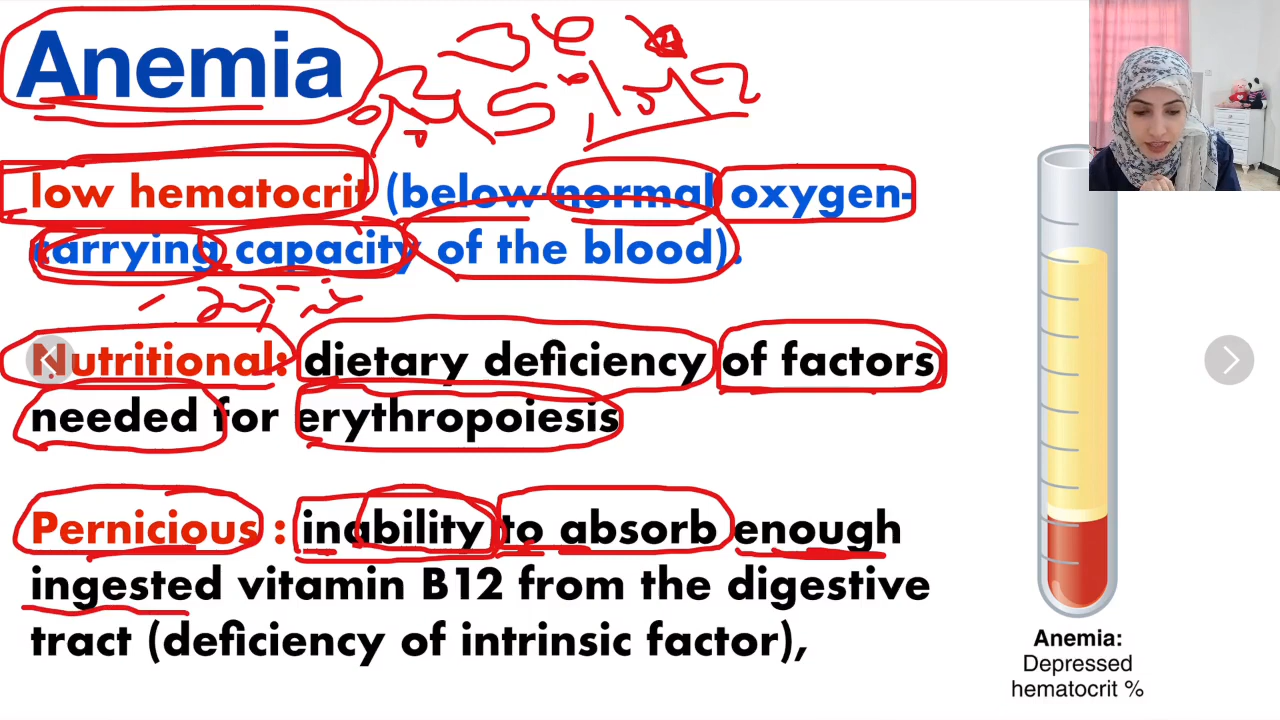 Anemia
low hematocrit (below normal oxygen-
carrying capacity of the blood).
Nutritional: dietary deficiency of factors
needed for erythropoiesis
Pernicious : inability to absorb enough
ingested vitamin B12 from the digestive
tract (deficiency of intrinsic factor),
Anemia:
Depressed
hematocrit %